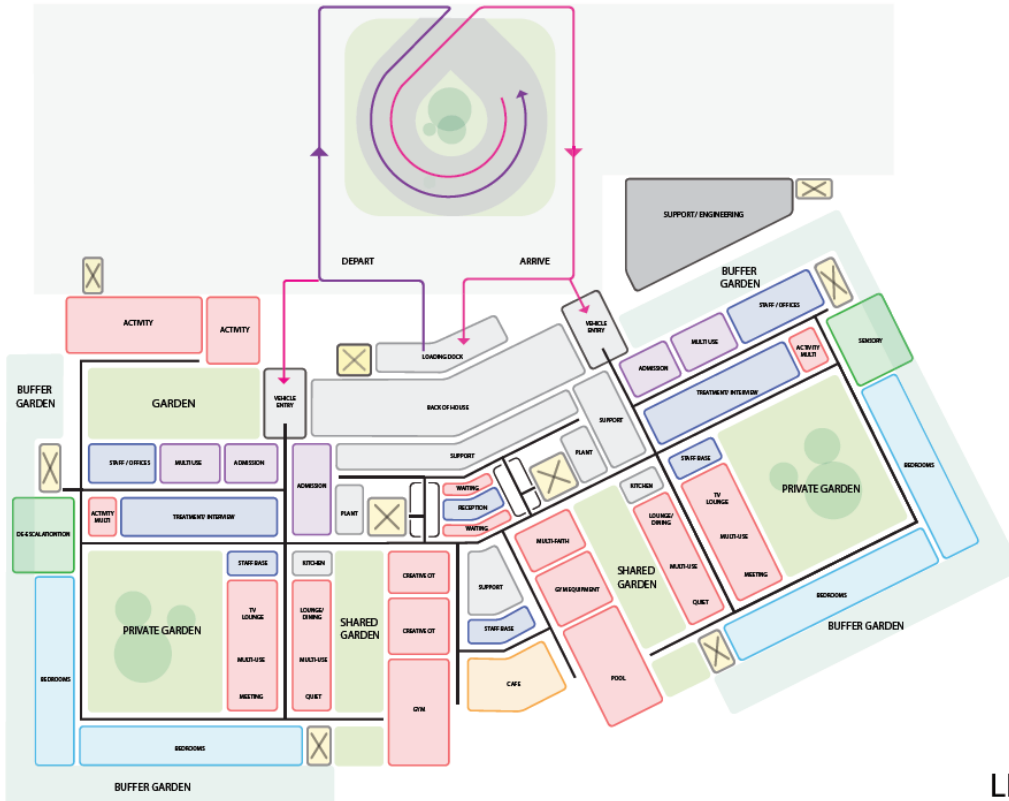 DEPART
ARRIVE
SUPPORT/ ENGINEERING
BUFFER
GARDEN
STAFF / OFFICES
MULTI USE
ADMISSION
ACTIVITY
MULTI
SENSORY
TREATMENT/ INTERVIEW
VEHICLE
ENTRY
LOADING DOCK
BACK OF HOUSE
SUPPORT
SUPPORT
PLANT
ACTIVITY
ACTIVITY
BUFFER
GARDEN
GARDEN
VEHICLE
ENTRY
STAFF / OFFICES
MULTI USE
ADMISSION
ADMISSION
PLANT
WAITING
RECEPTION
WAITING
ACTIVITY
MULTI
TREATMENT/ INTERVIEW
DE-ESCALATIONTION
STAFF BASE
KITCHEN
STAFF BASE
KITCHEN
TV
LOUNGE
MULTI-USE
MEETING
LOUNGE/
DINING
MULTI-USE
QUIET
PRIVATE GARDEN
BEDROOMS
BEDROOMS
BUFFER GARDEN
SHARED
GARDEN
MULTI-FAITH
GYM EQUIPMENT
POOL
CREATIVE OT
CREATIVE OT
GYM
SUPPORT
STAFF BASE
CAFE
SHARED
GARDEN
PRIVATE GARDEN
TV
LOUNGE
MULTI-USE
MEETING
LOUNGE/
DINING
MULTI-USE
QUIET
BEDROOMS
BEDROOMS
BUFFER GARDEN